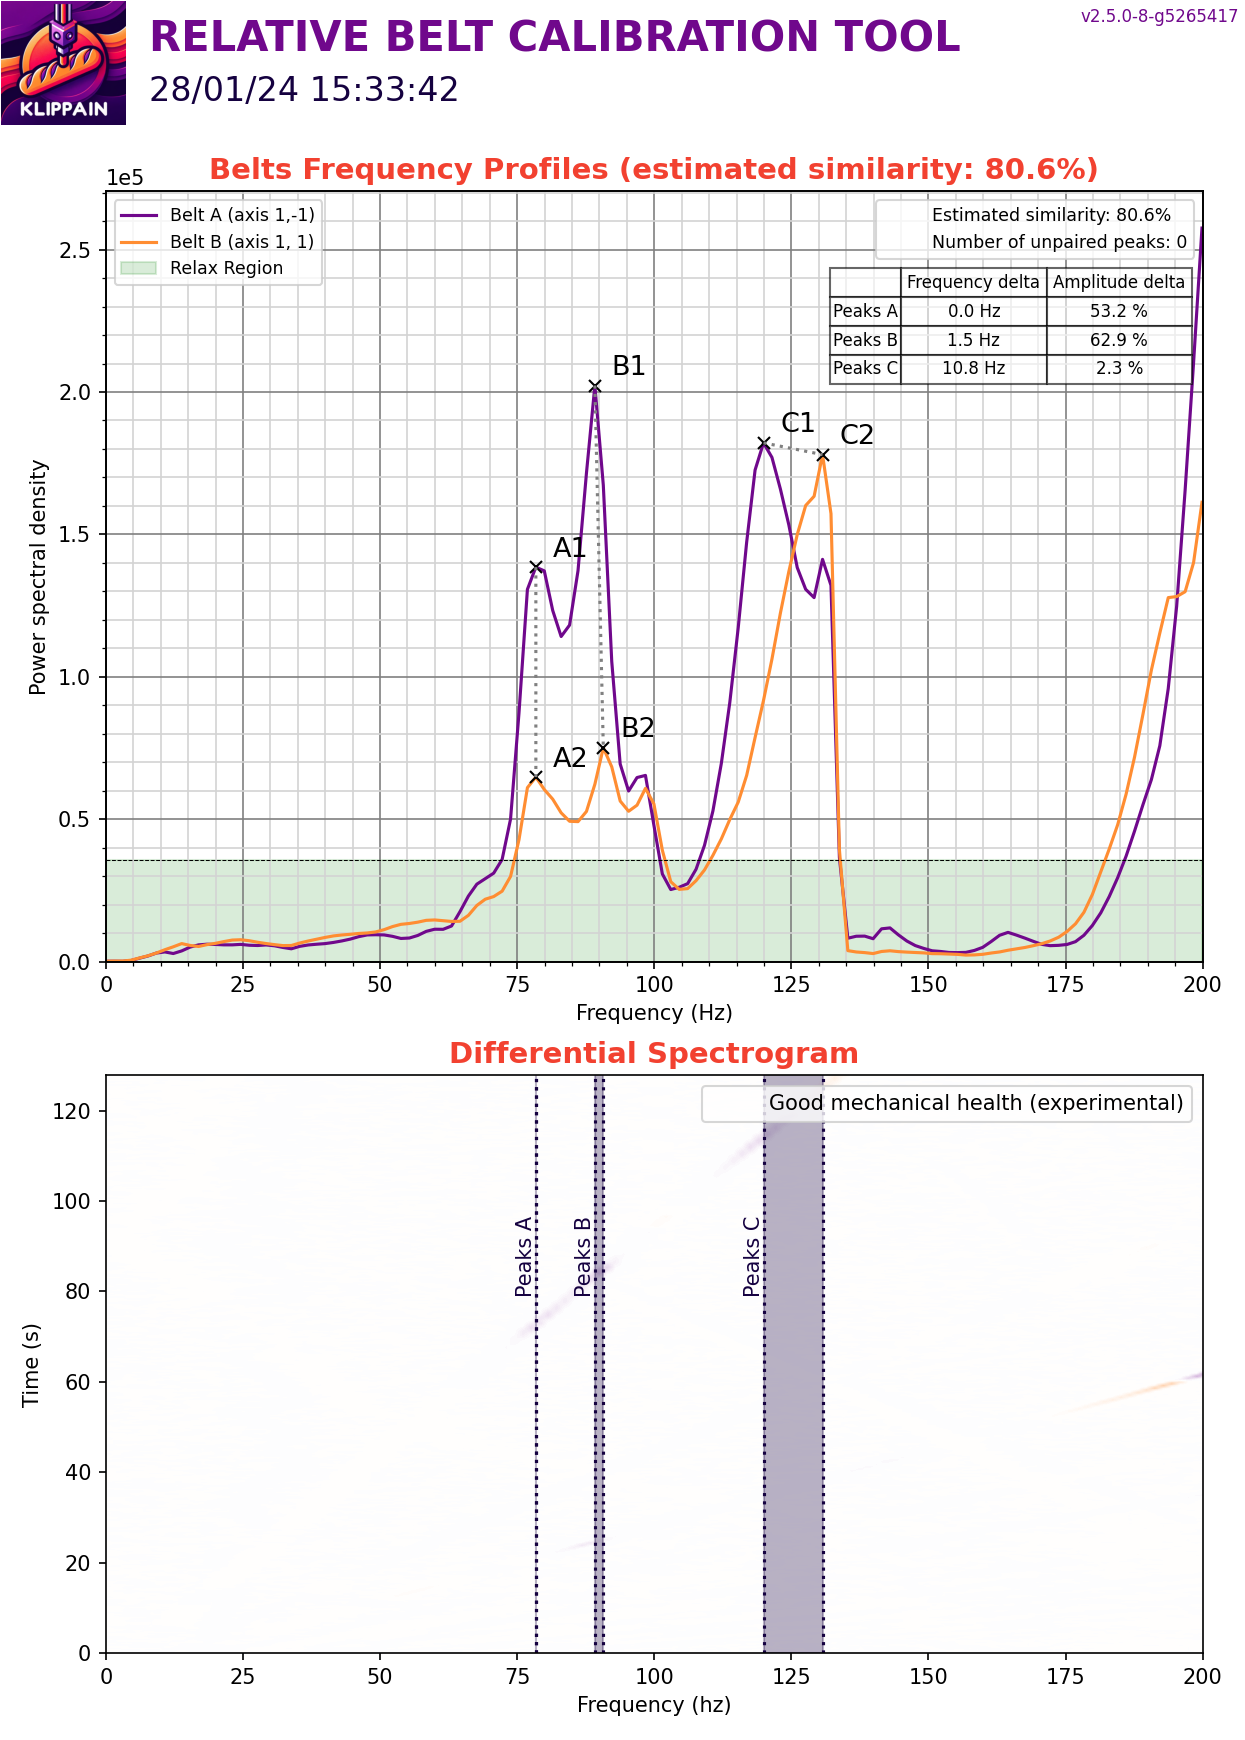 v2.5.0-8-g5265417
RELATIVE BELT CALIBRATION TOOL
28/01/24 15:33:42
KLIPPAIN
Belts Frequency Profiles (estimated similarity: 80.6%)
1e5
Belt A (axis 1,-1)
Belt B (axis 1, 1)
Relax Region
Estimated similarity: 80.6%
Number of unpaired peaks: 0
Frequency delta Amplitude delta
Peaks A 0.0 Hz 53.2 %
Peaks B 1.5 Hz 62.9 %
Peaks C 10.8 Hz 2.3 %
2.5
2.0
1.5
1.0
0.5
0.0
Power spectral density
B1
C1
C2
A1
B2
A2
0 25 50 75 100 125 150 175 200
Frequency (Hz)
Differential Spectrogram
Good mechanical health (experimental)
120
100
80
60
40
20
0
Time (s)
Peaks A
Peaks B
Peaks C
0 25 50 75 100 125 150 175 200
Frequency (hz)